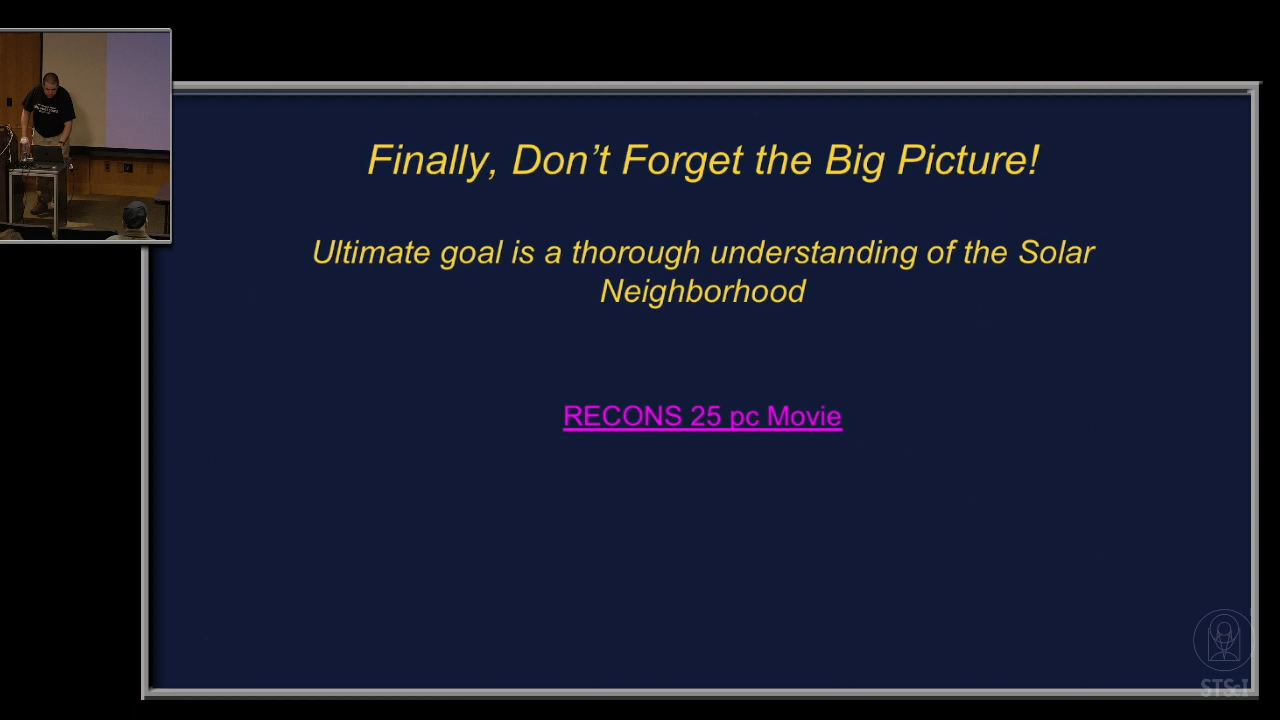 Finally, Don’t Forget the Big Picture!
Ultimate goal is a thorough understanding of the Solar
Neighborhood
RECONS 25 pc Movie
STScI